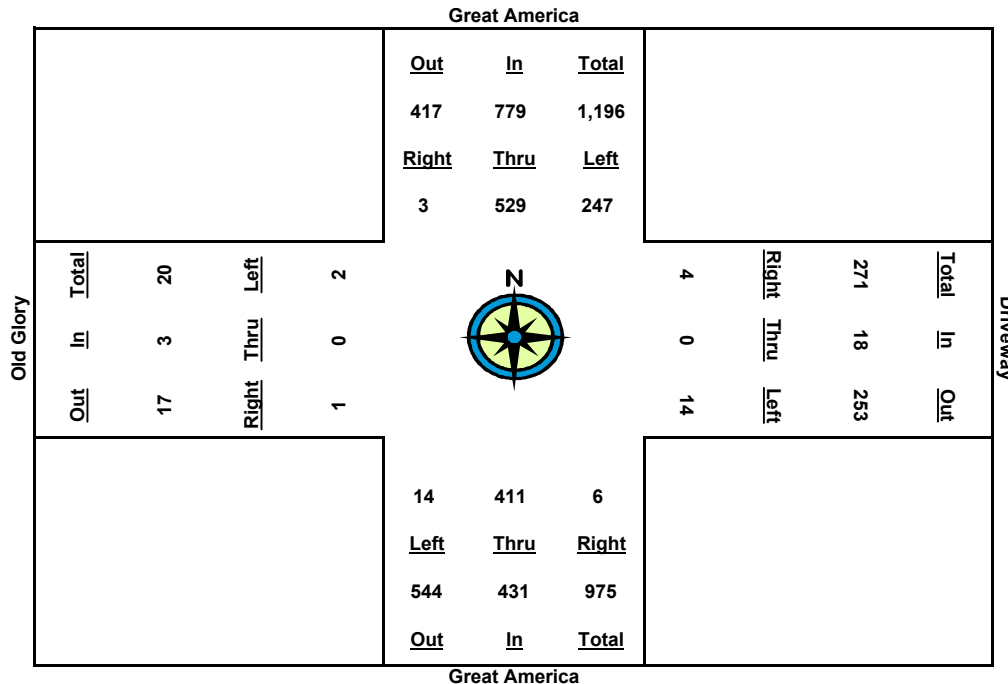 Great America
Out In Total
417 779 1,196
Right Thru Left
3 529 247
Old Glory
Total In Out
20 3 17
Left Thru Right
2 0 1
N
4 0 14
Right Thru Left
271 18 253
Total In Out
Driveway
14 411 6
Left Thru Right
544 431 975
Out In Total
Great America